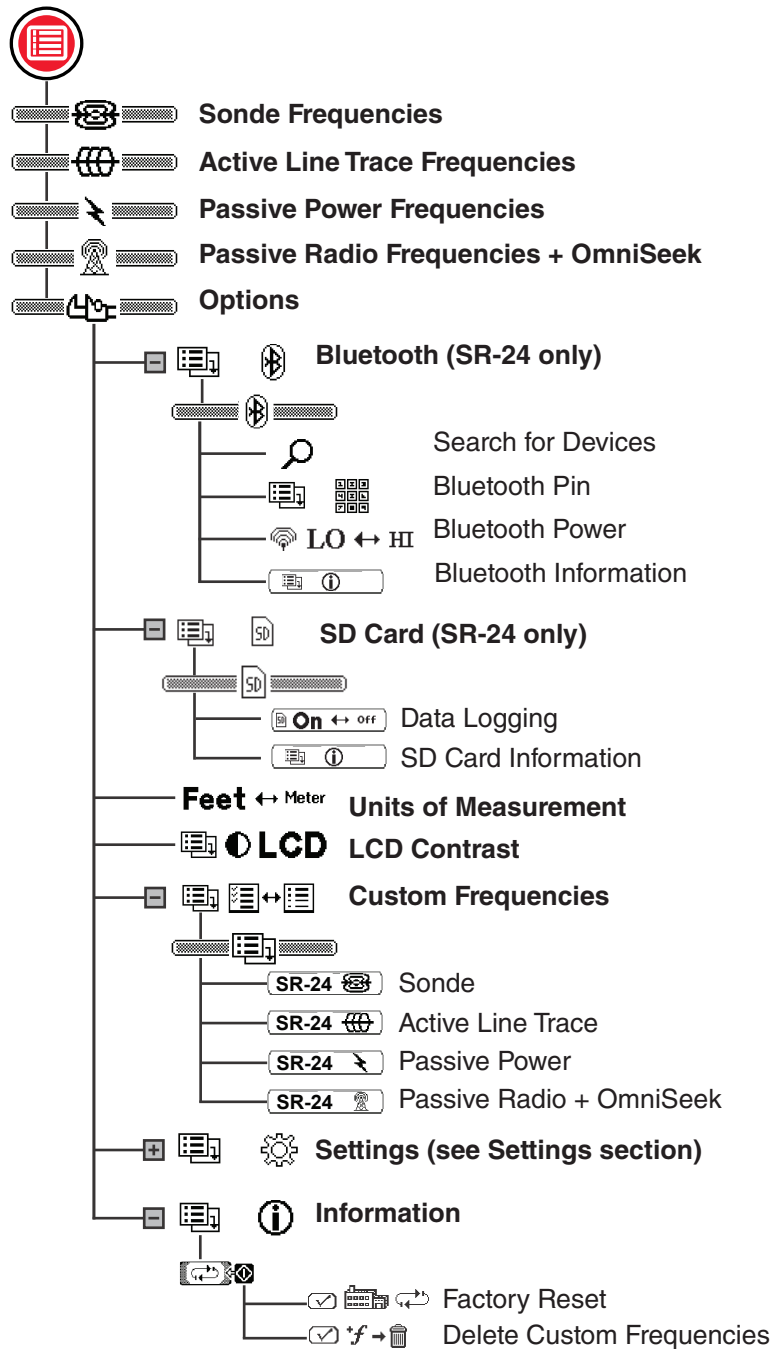 Sonde Frequencies
Active Line Trace Frequencies
Passive Power Frequencies
Passive Radio Frequencies + OmniSeek
Options
Bluetooth (SR-24 only)
Search for Devices
Bluetooth Pin
LO ↔ HI Bluetooth Power
Bluetooth Information
SD SD Card (SR-24 only)
SD
On ↔ Off Data Logging
SD Card Information
Feet ↔ Meter Units of Measurement
LCD LCD Contrast
Custom Frequencies
SR-24 Sonde
SR-24 Active Line Trace
SR-24 Passive Power
SR-24 Passive Radio + OmniSeek
Settings (see Settings section)
Information
Factory Reset
+f → Delete Custom Frequencies